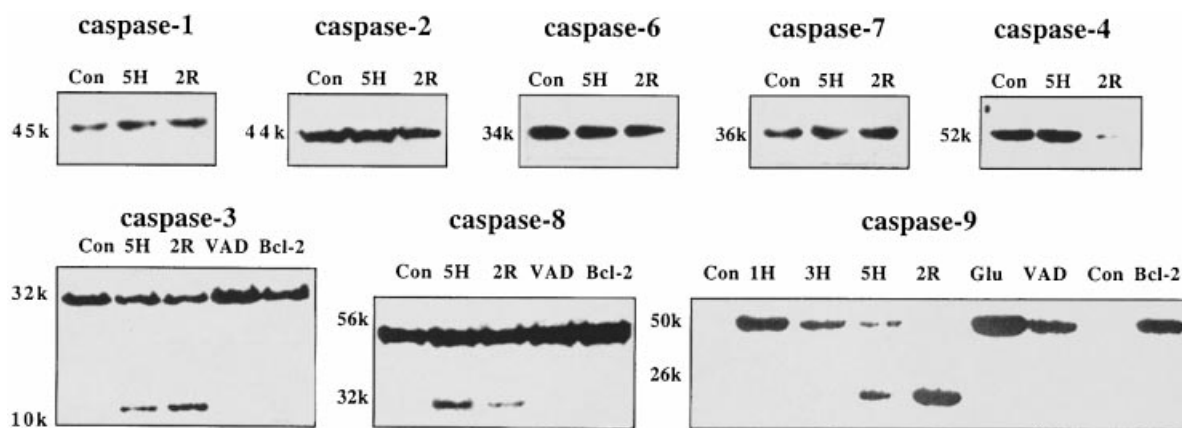 caspase-1 caspase-2 caspase-6 caspase-7 caspase-4
Con 5H 2R Con 5H 2R Con 5H 2R Con 5H 2R Con 5H 2R
45k 44k 34k 36k 52k
caspase-3 caspase-8 caspase-9
Con 5H 2R VAD Bcl-2 Con 5H 2R VAD Bcl-2 Con 1H 3H 5H 2R Glu VAD Con Bcl-2
32k 56k 50k
26k
10k 32k